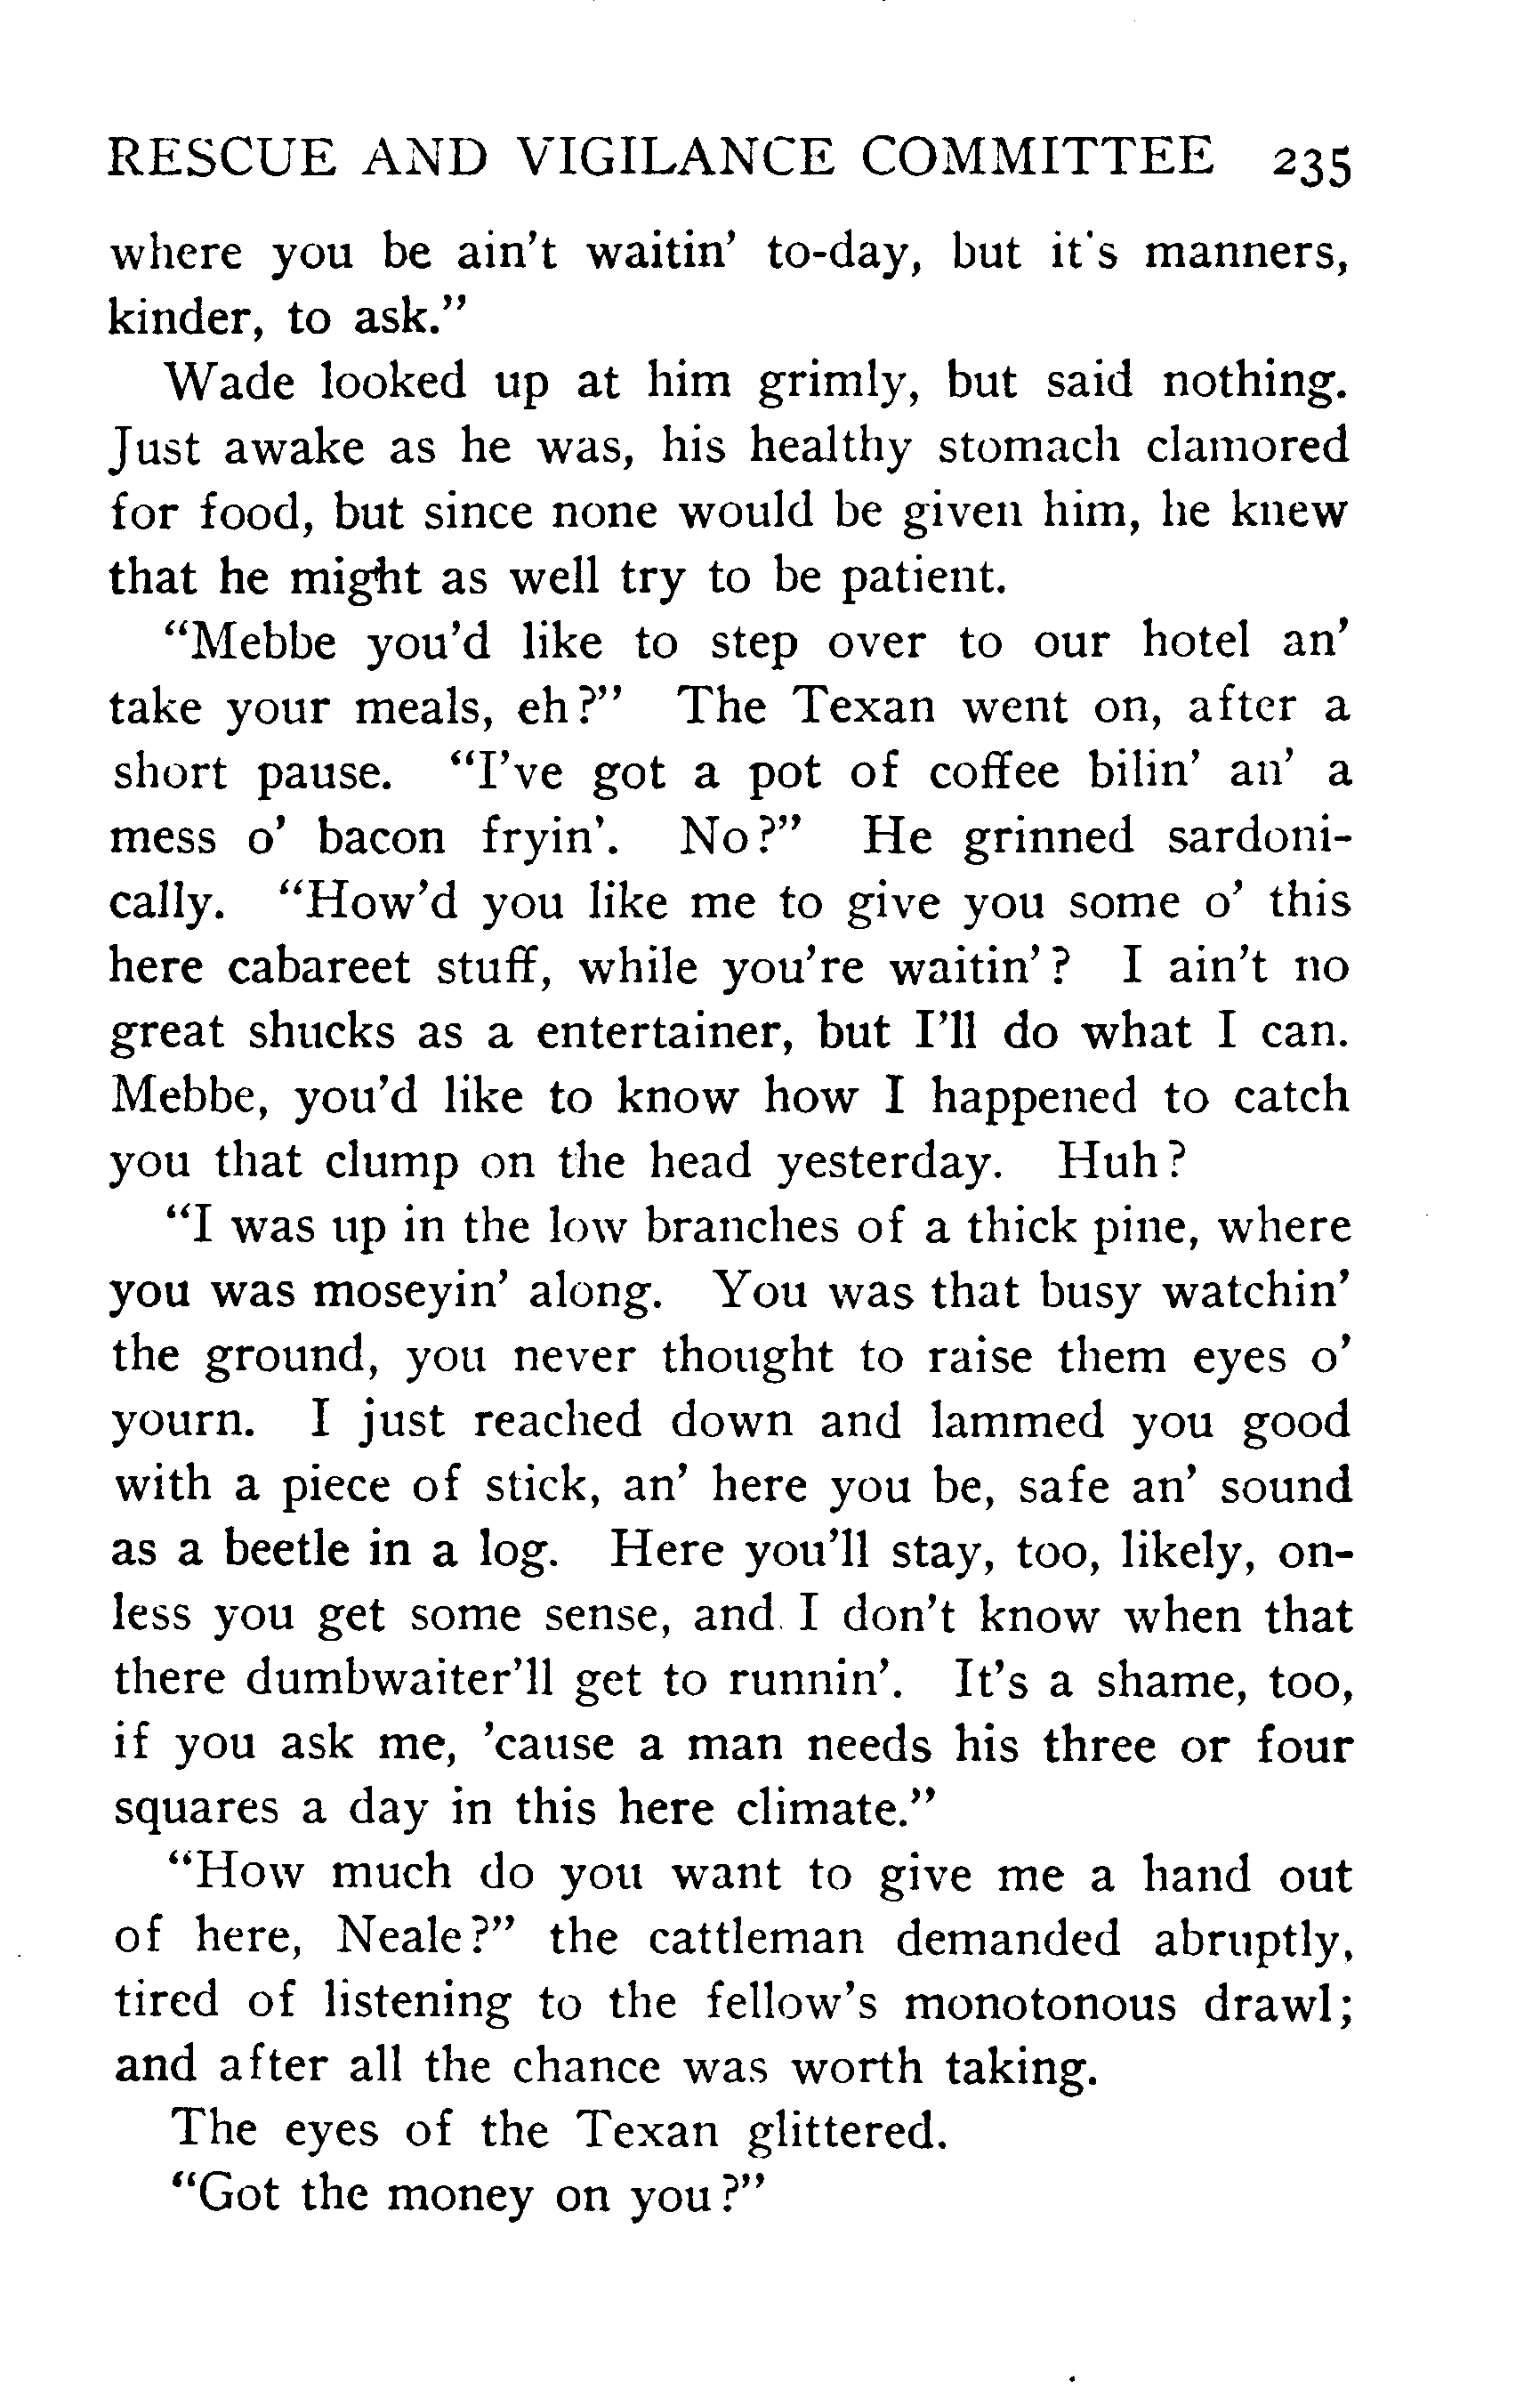 RESCUE AND VIGILANCE COMMITTEE 235
where you be ain't waitin' to-day, but it's manners,
kinder, to ask."
Wade looked up at him grimly, but said nothing.
Just awake as he was, his healthy stomach clamored
for food, but since none would be given him, he knew
that he might as well try to be patient.
"Mebbe you'd like to step over to our hotel an'
take your meals, eh?" The Texan went on, after a
short pause. "I've got a pot of coffee bilin' an' a
mess o' bacon fryin'. No?" He grinned sardoni-
cally. "How'd you like me to give you some o' this
here cabareet stuff, while you're waitin'? I ain't no
great shucks as a entertainer, but I'll do what I can.
Mebbe, you'd like to know how I happened to catch
you that clump on the head yesterday. Huh?
"I was up in the low branches of a thick pine, where
you was moseyin' along. You was that busy watchin'
the ground, you never thought to raise them eyes o'
yourn. I just reached down and lammed you good
with a piece of stick, an' here you be, safe an' sound
as a beetle in a log. Here you'll stay, too, likely, on-
less you get some sense, and I don't know when that
there dumbwaiter'll get to runnin'. It's a shame, too,
if you ask me, 'cause a man needs his three or four
squares a day in this here climate."
"How much do you want to give me a hand out
of here, Neale?" the cattleman demanded abruptly,
tired of listening to the fellow's monotonous drawl;
and after all the chance was worth taking.
The eyes of the Texan glittered.
"Got the money on you?"